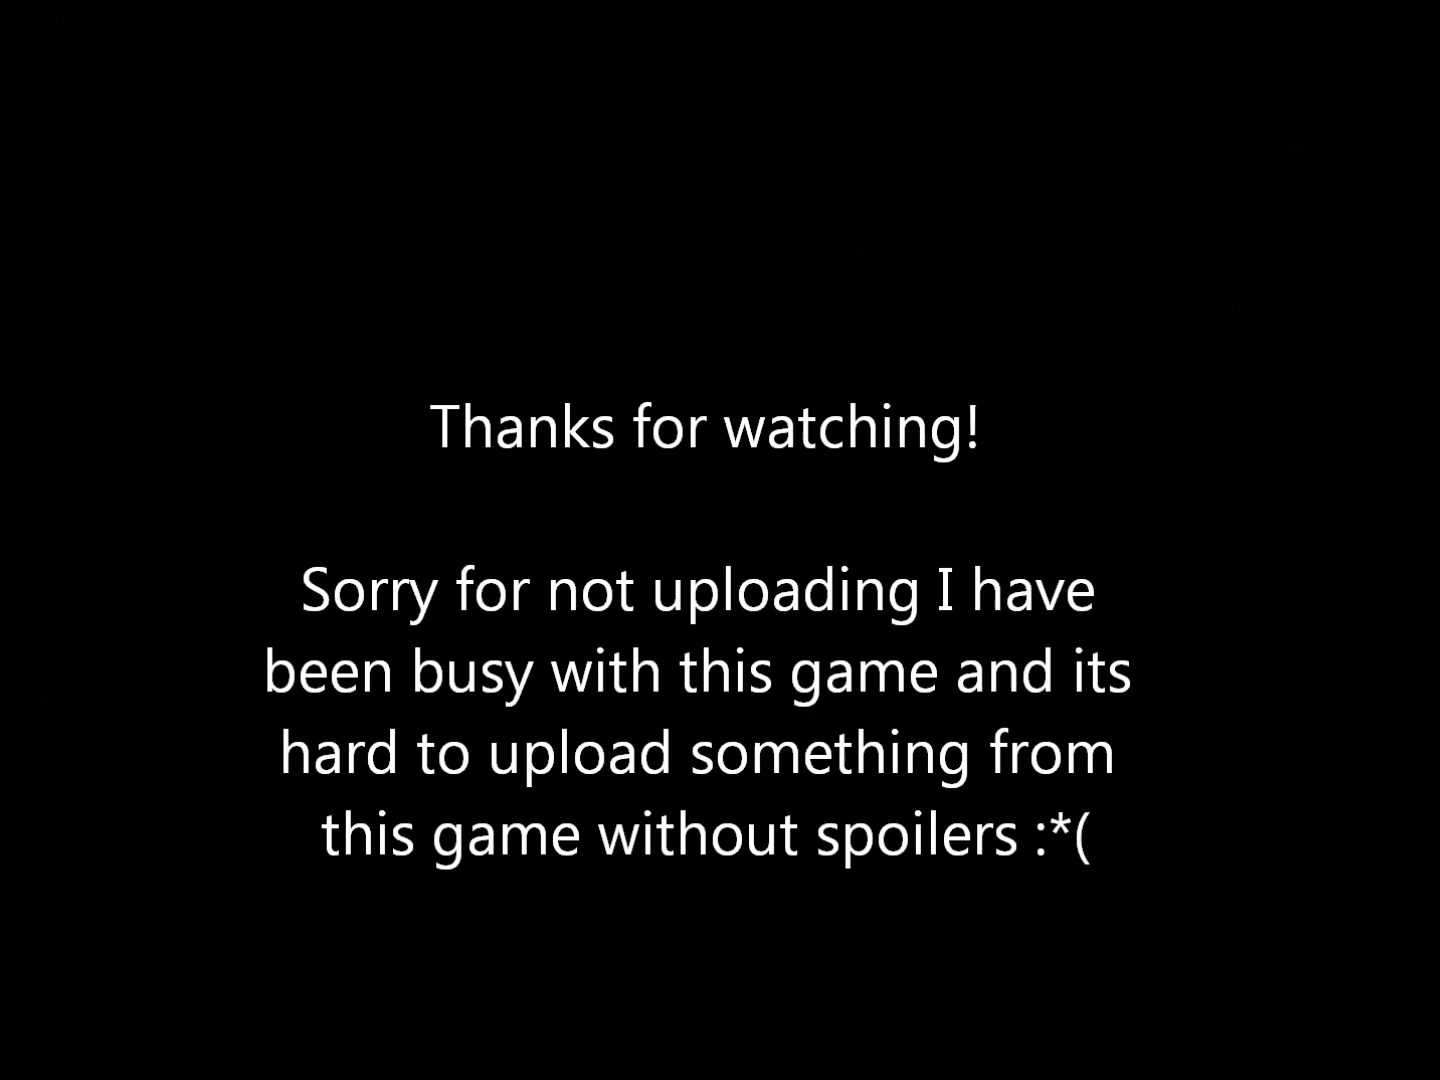 Thanks for watching!
Sorry for not uploading I have
been busy with this game and its
hard to upload something from
this game without spoilers :*(